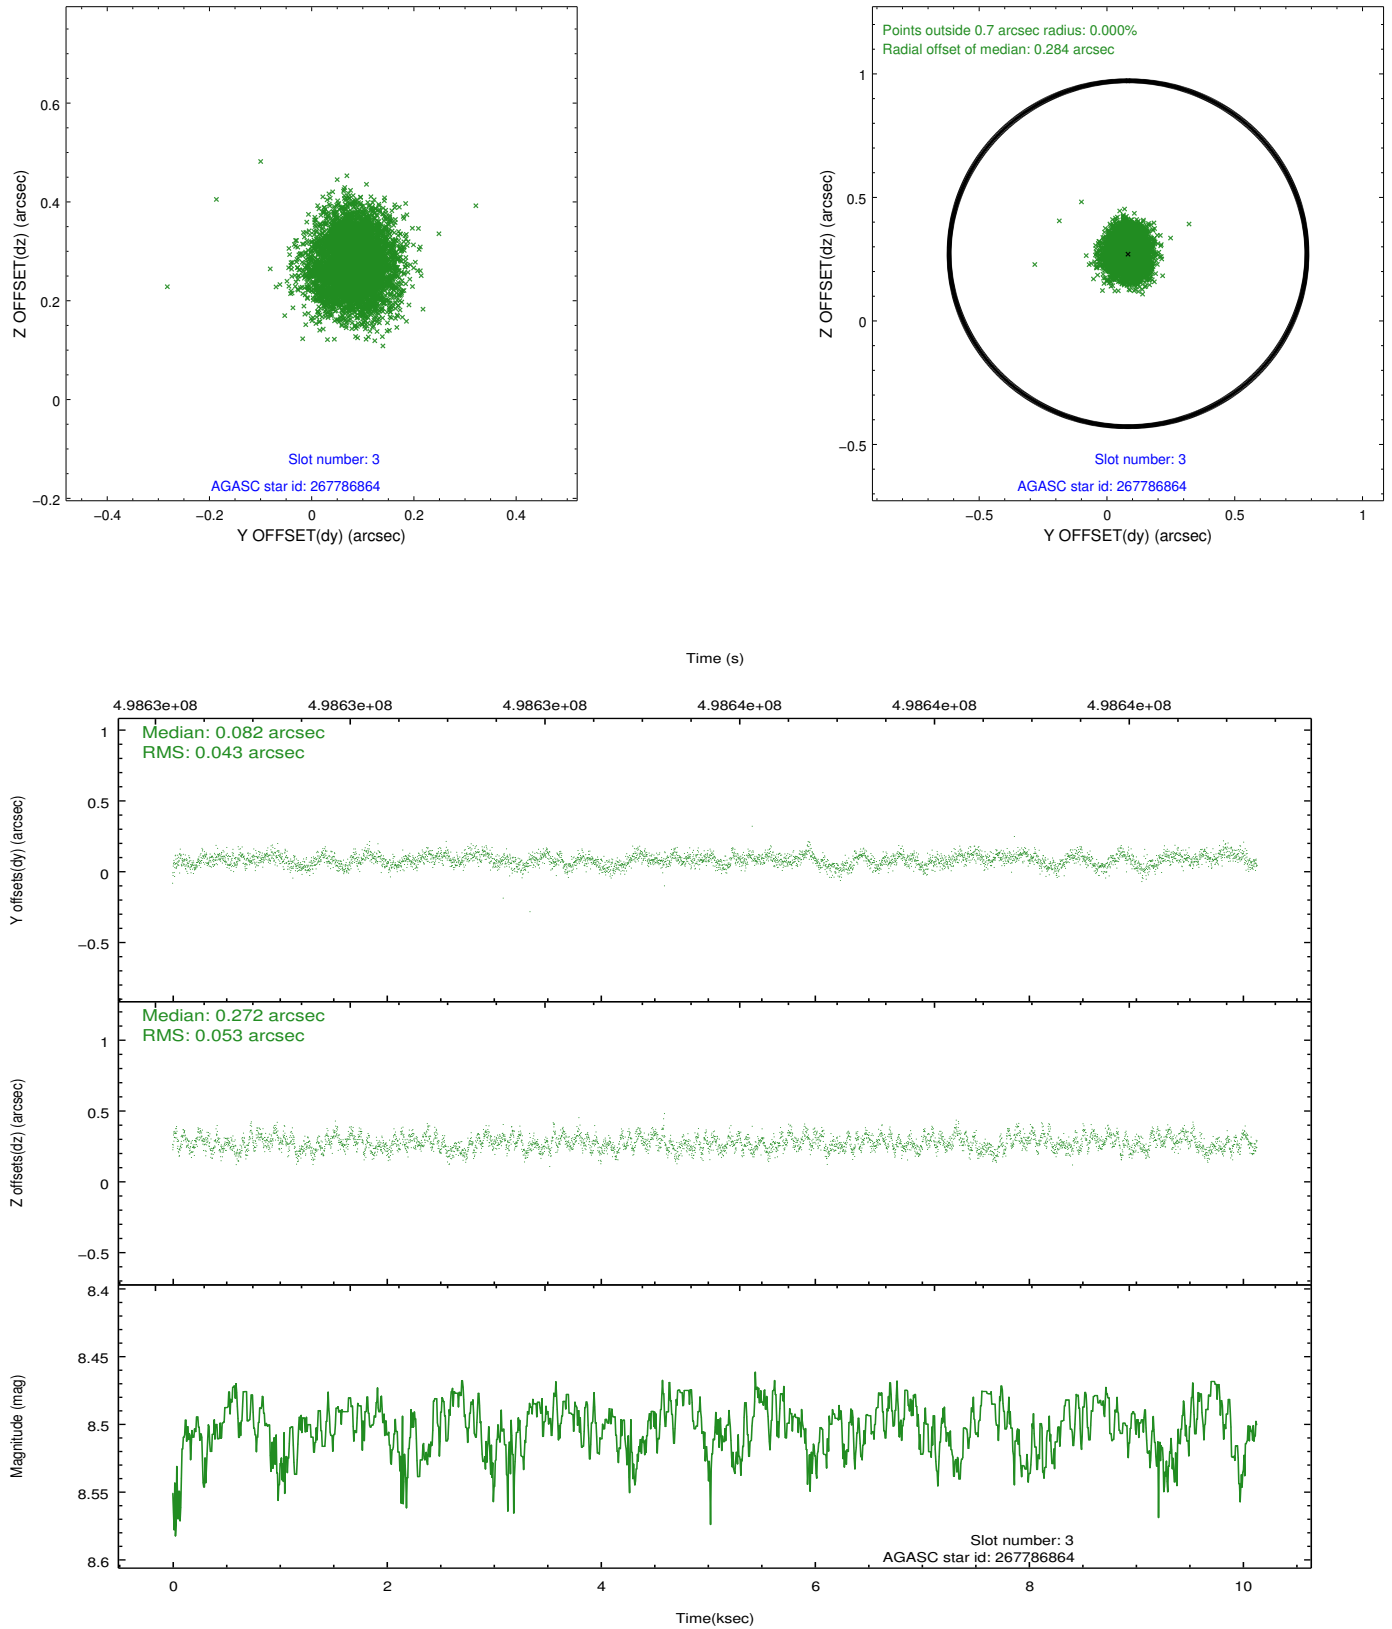 Z OFFSET(dz) (arcsec)
0.6
0.4
0.2
0
−0.2
−0.4
−0.2
0
0.2
0.4
Y OFFSET(dy) (arcsec)
Slot number: 3
AGASC star id: 267786864
Points outside 0.7 arcsec radius: 0.000%
Radial offset of median: 0.284 arcsec
Z OFFSET(dz) (arcsec)
1
0.5
0
−0.5
−0.5
0
0.5
1
Y OFFSET(dy) (arcsec)
Slot number: 3
AGASC star id: 267786864
Time (s)
4.9863e+08
4.9863e+08
4.9863e+08
4.9864e+08
4.9864e+08
4.9864e+08
Median: 0.082 arcsec
RMS: 0.043 arcsec
Y offsets(dy) (arcsec)
1
0.5
0
−0.5
Median: 0.272 arcsec
RMS: 0.053 arcsec
Z offsets(dz) (arcsec)
1
0.5
0
−0.5
Magnitude (mag)
8.4
8.45
8.5
8.55
8.6
Slot number: 3
AGASC star id: 267786864
0
2
4
6
8
10
Time(ksec)